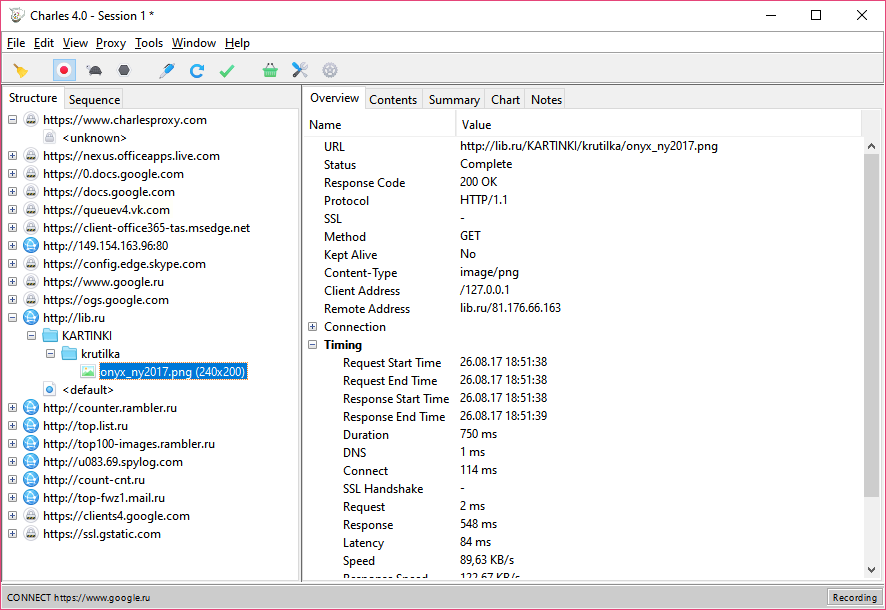 Charles 4.0 - Session 1 *
File Edit View Proxy Tools Window Help
Structure Sequence
https://www.charlesproxy.com
<unknown>
https://nexus.officeapps.live.com
https://0.docs.google.com
https://docs.google.com
https://queuev4.vk.com
https://client-office365-tas.msedge.net
http://149.154.163.96:80
https://config.edge.skype.com
https://www.google.ru
https://ogs.google.com
http://lib.ru
KARTINKI
krutilka
onyx_ny2017.png (240x200)
<default>
http://counter.rambler.ru
http://top.list.ru
http://top100-images.rambler.ru
http://u083.69.spylog.com
http://count-cnt.ru
http://top-fwz1.mail.ru
https://clients4.google.com
https://ssl.gstatic.com
Overview Contents Summary Chart Notes
Name Value
URL http://lib.ru/KARTINKI/krutilka/onyx_ny2017.png
Status Complete
Response Code 200 OK
Protocol HTTP/1.1
SSL -
Method GET
Kept Alive No
Content-Type image/png
Client Address /127.0.0.1
Remote Address lib.ru/81.176.66.163
Connection
Timing
Request Start Time 26.08.17 18:51:38
Request End Time 26.08.17 18:51:38
Response Start Time 26.08.17 18:51:38
Response End Time 26.08.17 18:51:39
Duration 750 ms
DNS 1 ms
Connect 114 ms
SSL Handshake -
Request 2 ms
Response 548 ms
Latency 84 ms
Speed 89,63 KB/s
Response Speed 122,67 KB/s
CONNECT https://www.google.ru
Recording